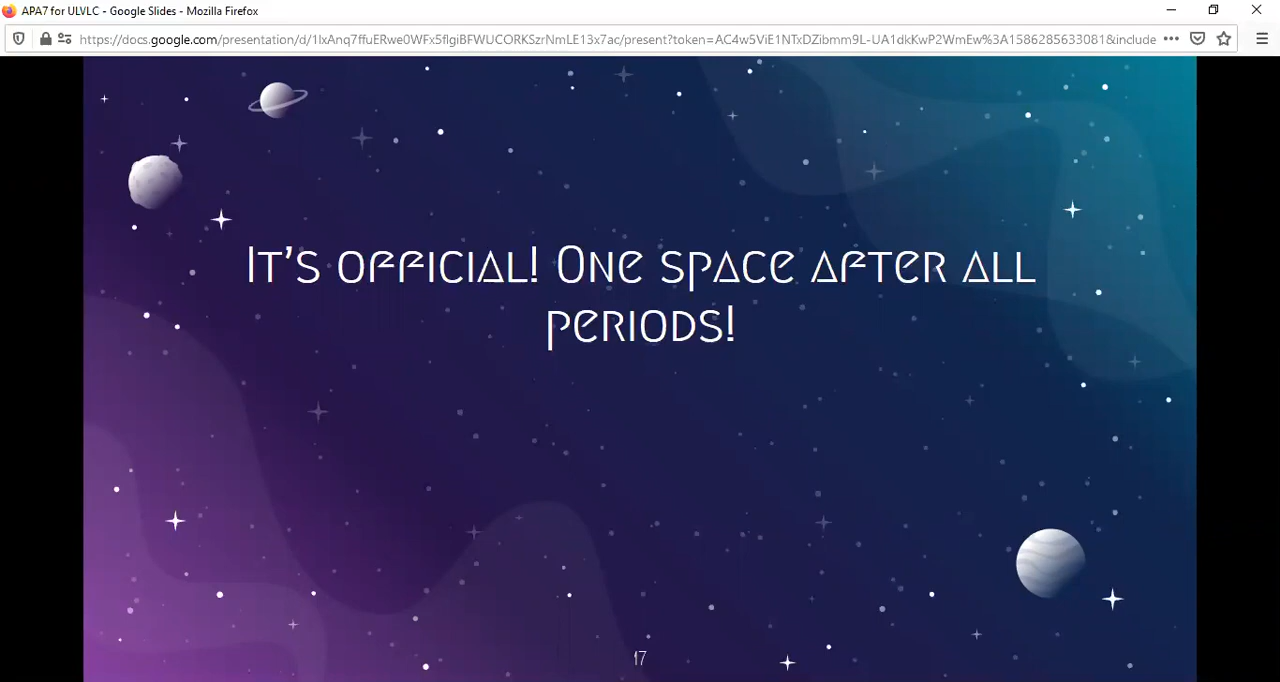 APA7 for ULVLC - Google Slides - Mozilla Firefox
https://docs.google.com/presentation/d/1lxAnq7ffuERwe0WFx5flgiBFWUCORKSzrNmLE13x7ac/present?token=AC4w5ViE1NTxDZibmm9L-UA1dkKwP2WmEw%3A1586285633081&include
It's official! One space after all
periods!
17